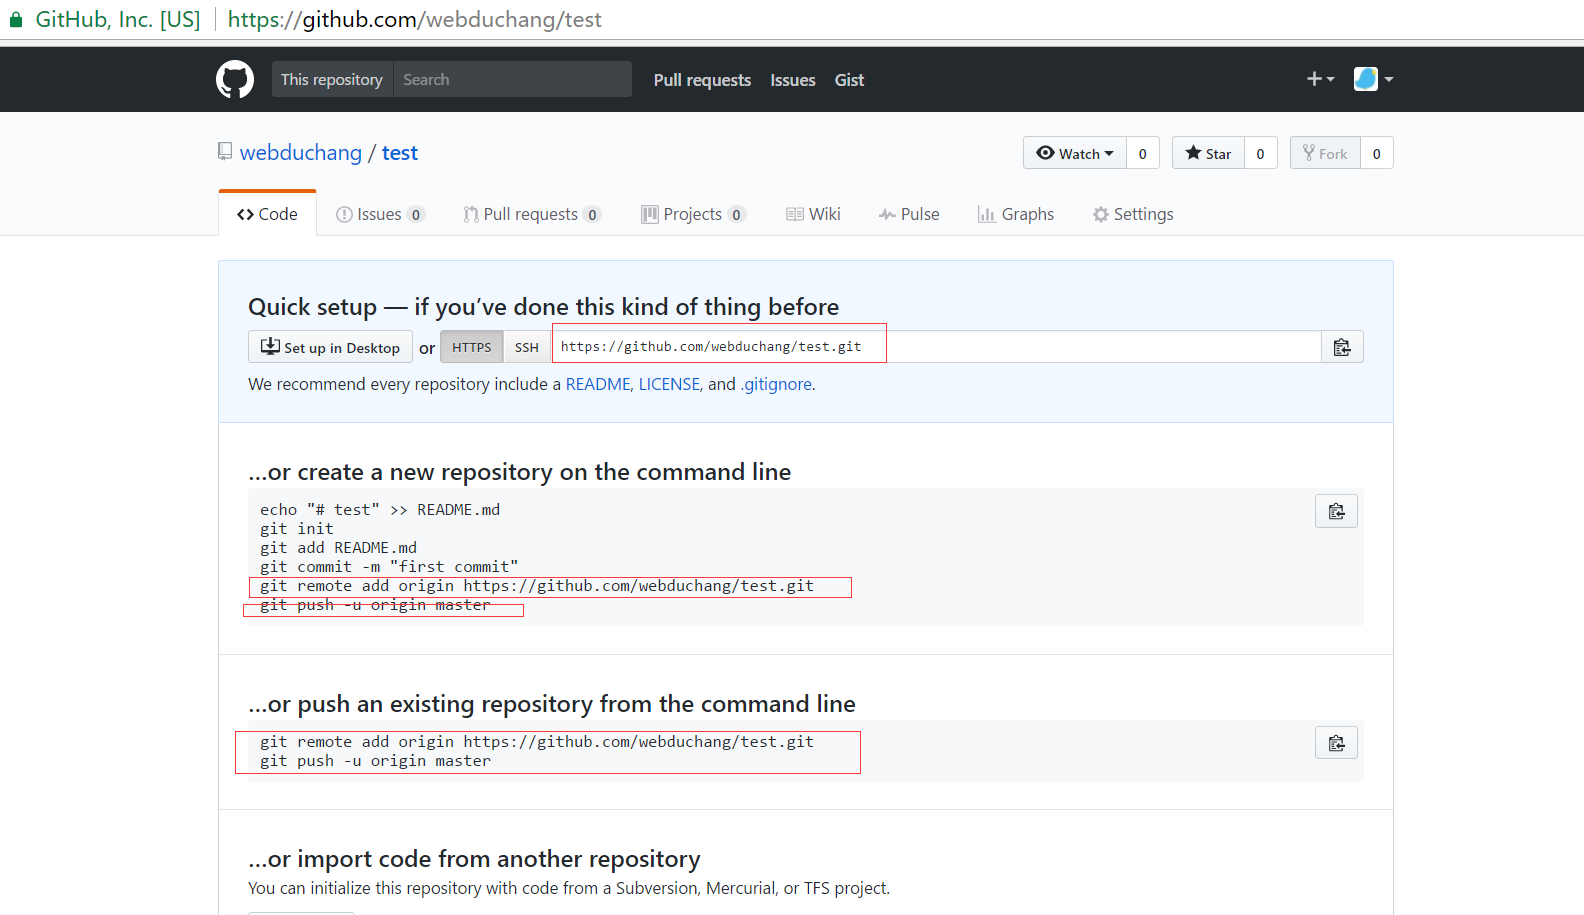 GitHub, Inc. [US] https://github.com/webduchang/test
This repository Search Pull requests Issues Gist
webduchang / test Watch 0 Star 0 Fork 0
Code Issues 0 Pull requests 0 Projects 0 Wiki Pulse Graphs Settings
Quick setup — if you’ve done this kind of thing before
Set up in Desktop or HTTPS SSH https://github.com/webduchang/test.git
We recommend every repository include a README, LICENSE, and .gitignore.
…or create a new repository on the command line
echo "# test" >> README.md
git init
git add README.md
git commit -m "first commit"
git remote add origin https://github.com/webduchang/test.git
git push -u origin master
…or push an existing repository from the command line
git remote add origin https://github.com/webduchang/test.git
git push -u origin master
…or import code from another repository
You can initialize this repository with code from a Subversion, Mercurial, or TFS project.